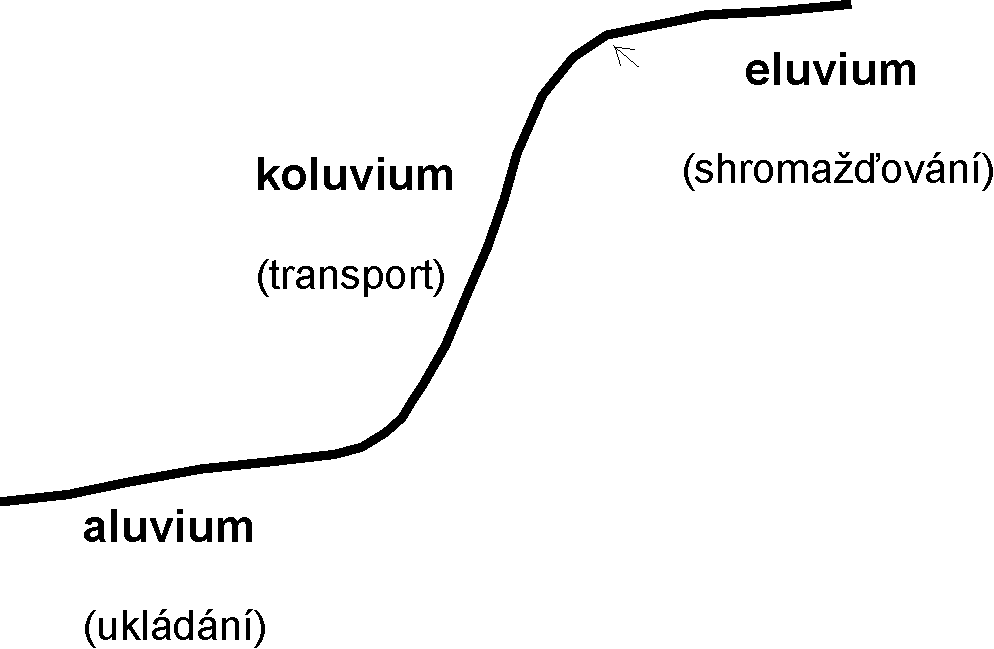 eluvium
(shromažďování)
koluvium
(transport)
aluvium
(ukládání)